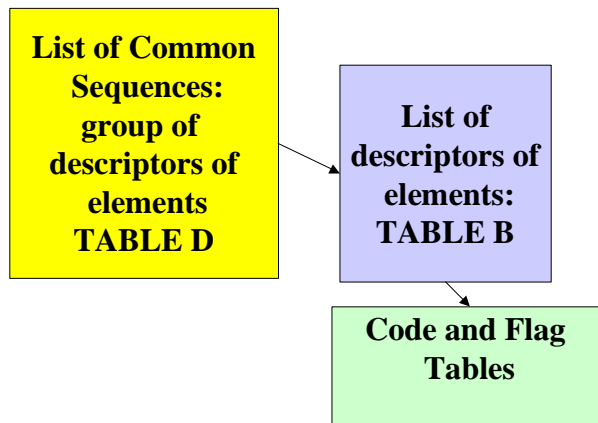 List of Common
Sequences:
group of
descriptors of
elements
TABLE D
List of
descriptors of
elements:
TABLE B
Code and Flag
Tables